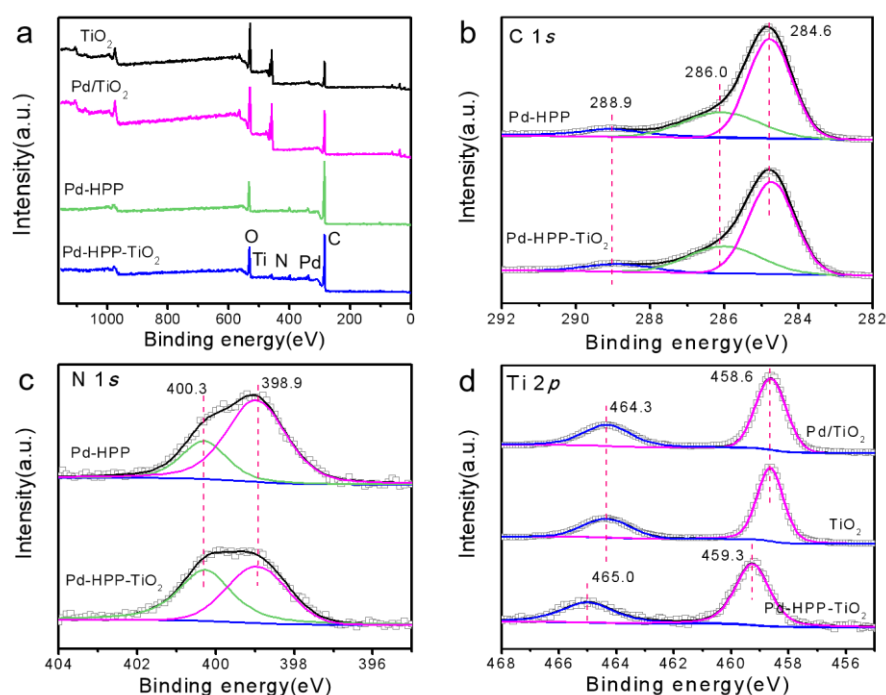 a
TiO2
Pd/TiO2
Pd-HPP
Pd-HPP-TiO2
O
Ti
N
Pd
C
Intensity(a.u.)
1000 800 600 400 200 0
Binding energy(eV)
b
C 1s
284.6
286.0
288.9
Pd-HPP
Pd-HPP-TiO2
Intensity(a.u.)
292 290 288 286 284 282
Binding energy(eV)
c
N 1s
400.3
398.9
Pd-HPP
Pd-HPP-TiO2
Intensity(a.u.)
404 402 400 398 396
Binding energy(eV)
d
Ti 2p
458.6
464.3
Pd/TiO2
TiO2
459.3
465.0
Pd-HPP-TiO2
Intensity(a.u.)
468 465 462 459 456
Binding energy(eV)